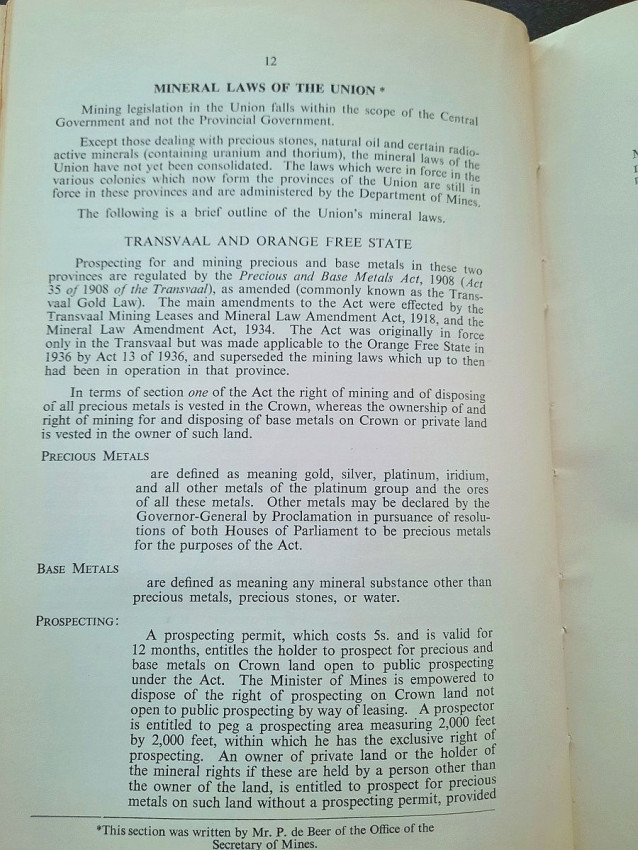 12
MINERAL LAWS OF THE UNION *
Mining legislation in the Union falls within the scope of the Central
Government and not the Provincial Government.
Except those dealing with precious stones, natural oil and certain radio-
active minerals (containing uranium and thorium), the mineral laws of the
Union have not yet been consolidated. The laws which were in force in the
various colonies which now form the provinces of the Union are still in
force in these provinces and are administered by the Department of Mines.
The following is a brief outline of the Union's mineral laws.
TRANSVAAL AND ORANGE FREE STATE
Prospecting for and mining precious and base metals in these two
provinces are regulated by the Precious and Base Metals Act, 1908 (Act
35 of 1908 of the Transvaal), as amended (commonly known as the Trans-
vaal Gold Law). The main amendments to the Act were effected by the
Transvaal Mining Leases and Mineral Law Amendment Act, 1918, and the
Mineral Law Amendment Act, 1934. The Act was originally in force
only in the Transvaal but was made applicable to the Orange Free State in
1936 by Act 13 of 1936, and superseded the mining laws which up to then
had been in operation in that province.
In terms of section one of the Act the right of mining and of disposing
of all precious metals is vested in the Crown, whereas the ownership of and
right of mining for and disposing of base metals on Crown or private land
is vested in the owner of such land.
PRECIOUS METALS
are defined as meaning gold, silver, platinum, iridium,
and all other metals of the platinum group and the ores
of all these metals. Other metals may be declared by the
Governor-General by Proclamation in pursuance of resolu-
tions of both Houses of Parliament to be precious metals
for the purposes of the Act.
BASE METALS
are defined as meaning any mineral substance other than
precious metals, precious stones, or water.
PROSPECTING:
A prospecting permit, which costs 5s. and is valid for
12 months, entitles the holder to prospect for precious and
base metals on Crown land open to public prospecting
under the Act. The Minister of Mines is empowered to
dispose of the right of prospecting on Crown land not
open to public prospecting by way of leasing. A prospector
is entitled to peg a prospecting area measuring 2,000 feet
by 2,000 feet, within which he has the exclusive right of
prospecting. An owner of private land or the holder of
the mineral rights if these are held by a person other than
the owner of the land, is entitled to prospect for precious
metals on such land without a prospecting permit, provided
*This section was written by Mr. P. de Beer of the Office of the
Secretary of Mines.